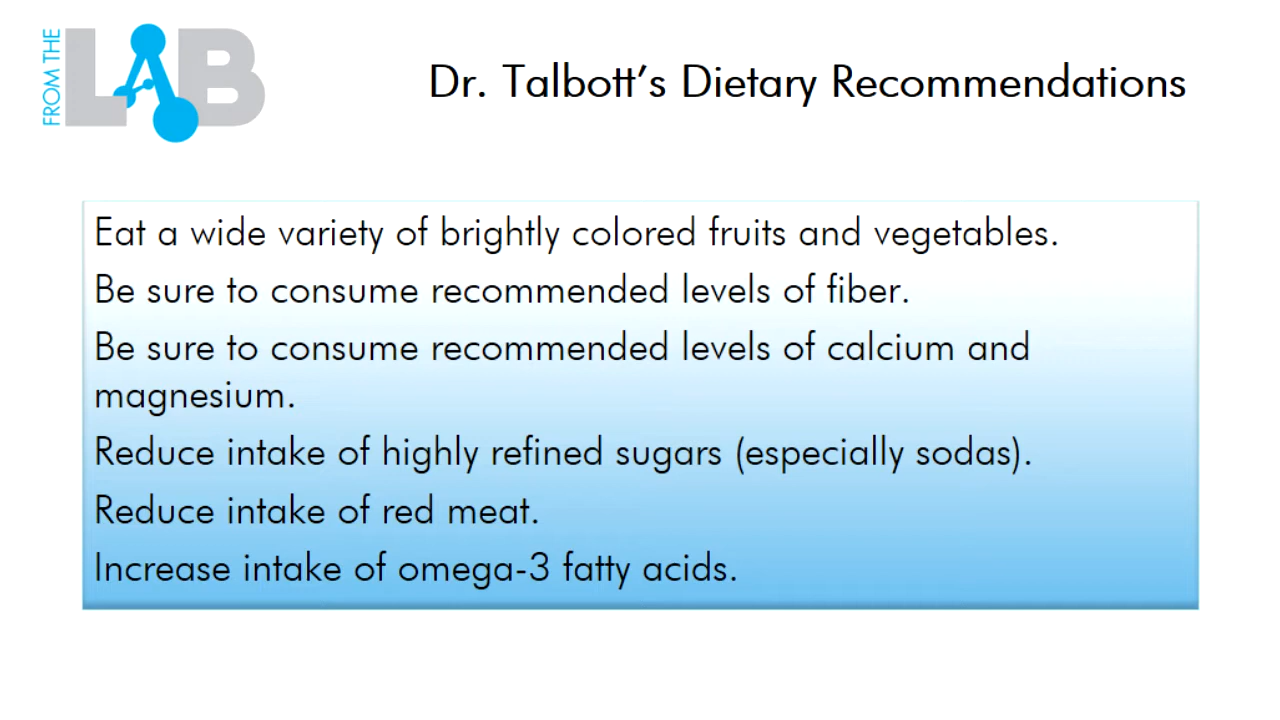 FROM THE
LAB
Dr. Talbott's Dietary Recommendations
Eat a wide variety of brightly colored fruits and vegetables.
Be sure to consume recommended levels of fiber.
Be sure to consume recommended levels of calcium and
magnesium.
Reduce intake of highly refined sugars (especially sodas).
Reduce intake of red meat.
Increase intake of omega-3 fatty acids.